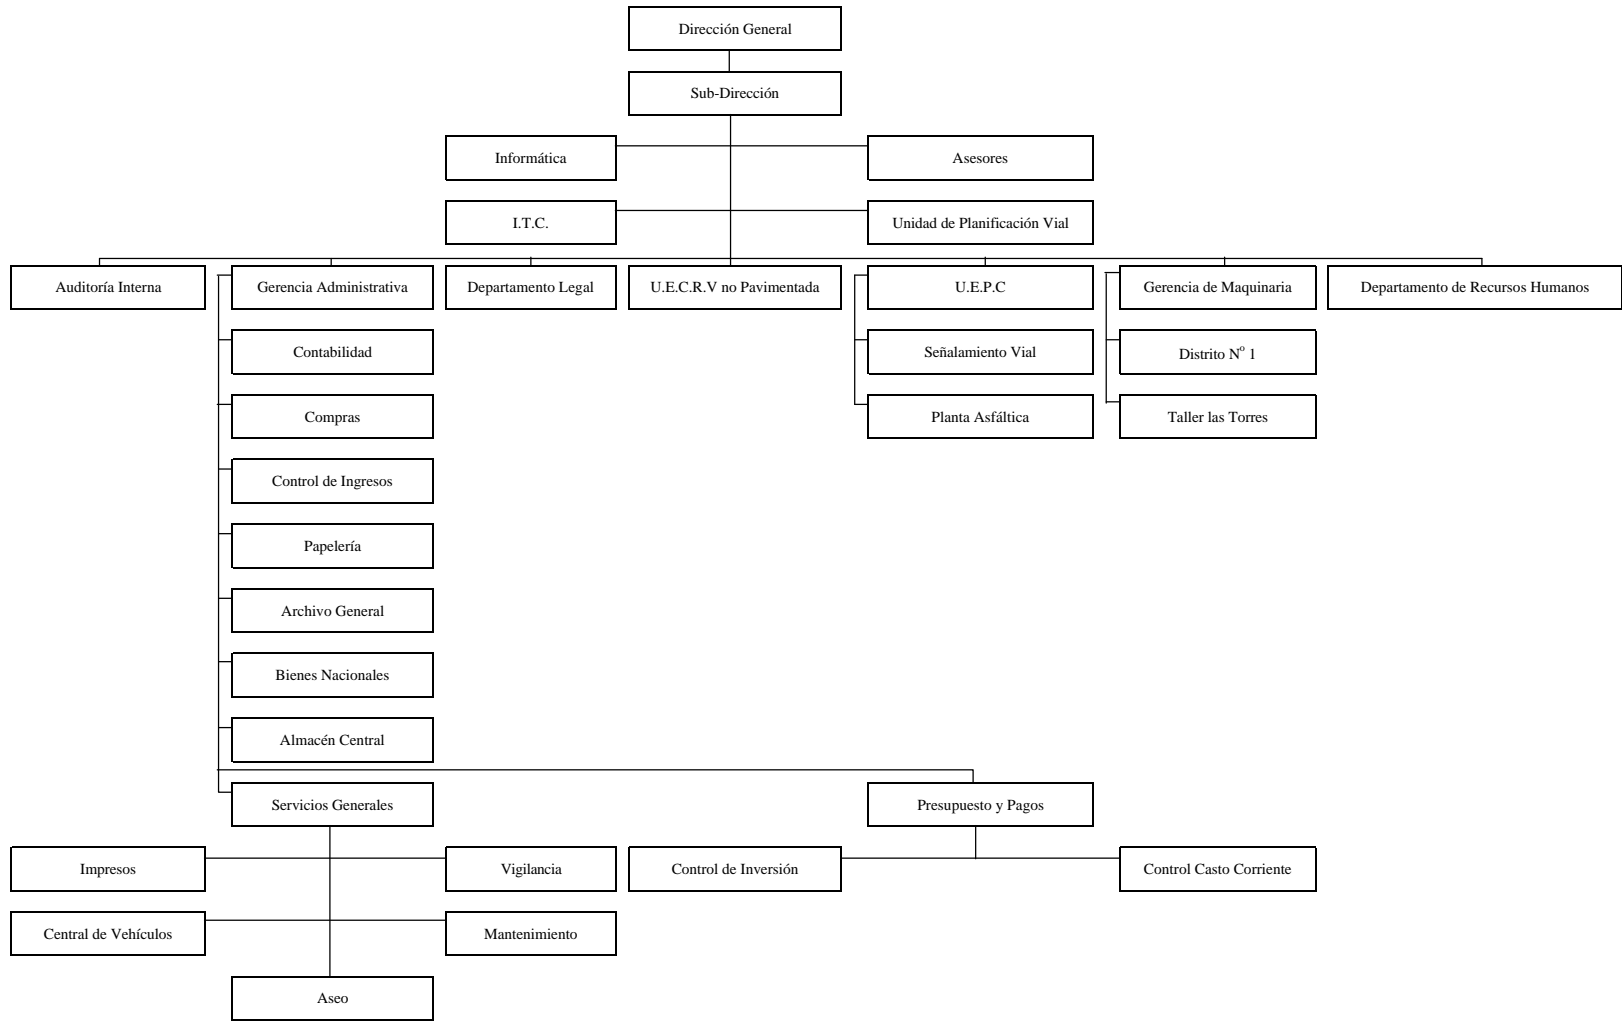 Dirección General
Sub-Dirección
Informática
Asesores
I.T.C.
Unidad de Planificación Vial
Auditoría Interna
Gerencia Administrativa
Departamento Legal
U.E.C.R.V no Pavimentada
U.E.P.C
Gerencia de Maquinaria
Departamento de Recursos Humanos
Contabilidad
Señalamiento Vial
Distrito Nº 1
Compras
Planta Asfáltica
Taller las Torres
Control de Ingresos
Papelería
Archivo General
Bienes Nacionales
Almacén Central
Servicios Generales
Presupuesto y Pagos
Impresos
Vigilancia
Control de Inversión
Control Casto Corriente
Central de Vehículos
Mantenimiento
Aseo